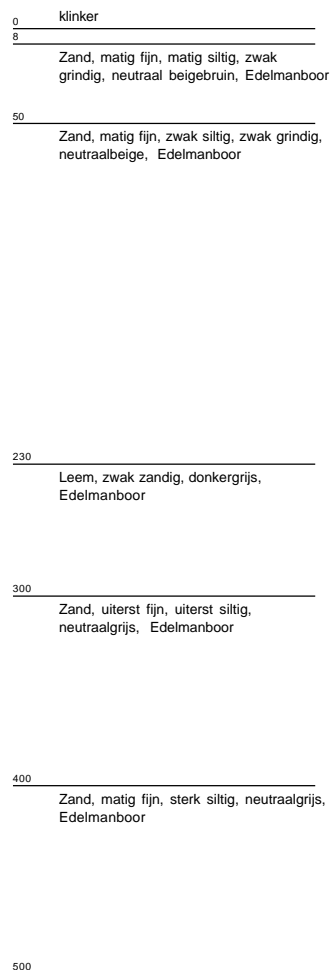 klinker
0
8
Zand, matig fijn, matig siltig, zwak
grindig, neutraal beigebruin, Edelmanboor
50
Zand, matig fijn, zwak siltig, zwak grindig,
neutraalbeige, Edelmanboor
230
Leem, zwak zandig, donkergrijs,
Edelmanboor
300
Zand, uiterst fijn, uiterst siltig,
neutraalgrijs, Edelmanboor
400
Zand, matig fijn, sterk siltig, neutraalgrijs,
Edelmanboor
500